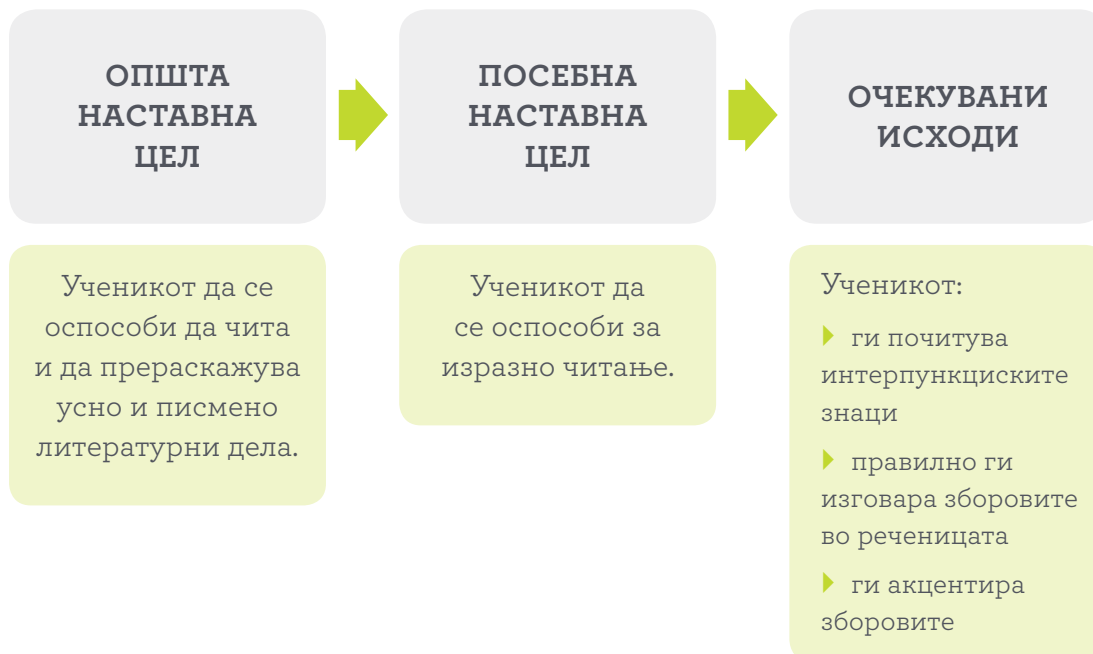 ОПШТА
НАСТАВНА
ЦЕЛ
ПОСЕБНА
НАСТАВНА
ЦЕЛ
ОЧЕКУВАНИ
ИСХОДИ
Ученикот да се
оспособи да чита
и да прераскажува
усно и писмено
литературни дела.
Ученикот да
се оспособи за
изразно читање.
Ученикот:
ги почитува
интерпункциските
знаци
правилно ги
изговара зборовите
во речeницата
ги акцентира
зборовите